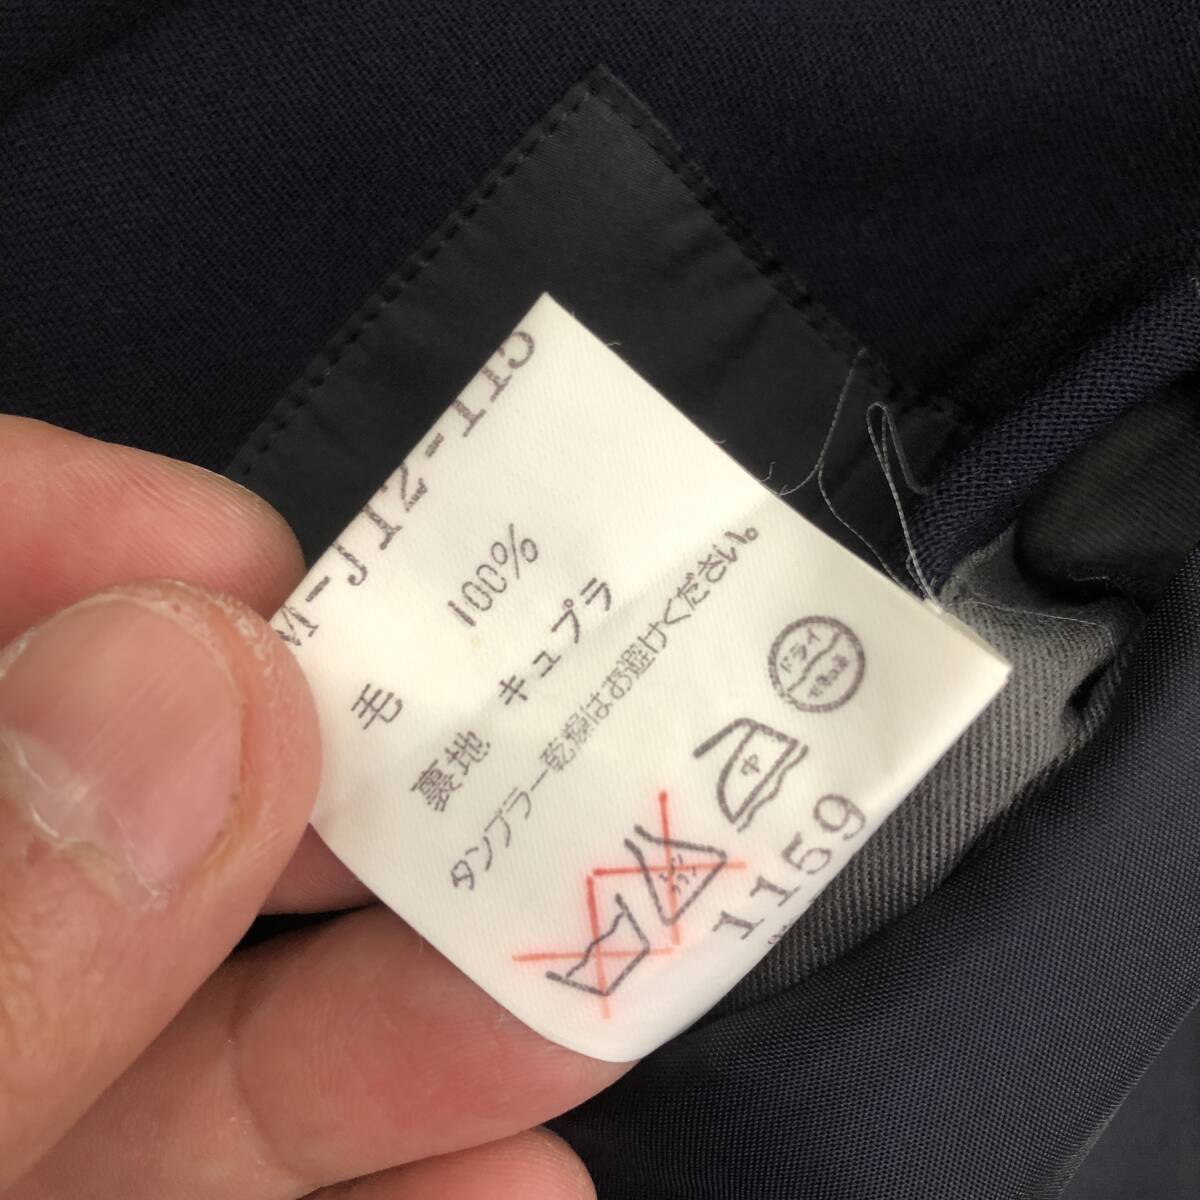 毛 100%
裏地 キュプラ
タンブラー乾燥はお避けください。
ドライ
中
1159